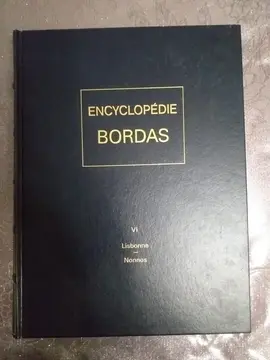 ENCYCLOPÉDIE
BORDAS
VI
Lisbonne
—
Nonnos